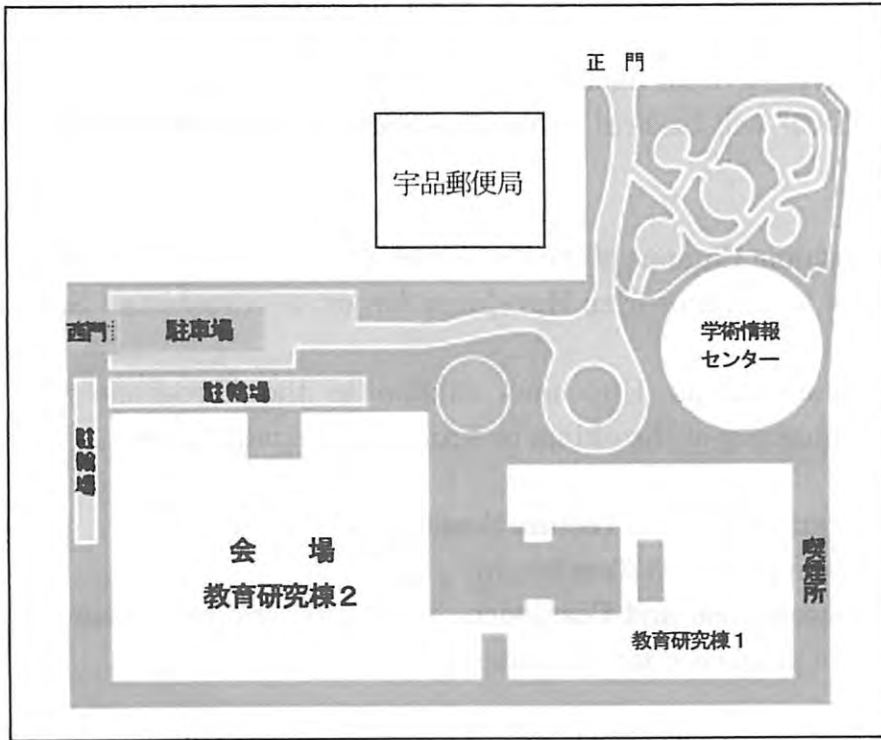 正 門
宇品郵便局
西門
駐車場
学術情報
センター
駐輪場
駐輪場
会 場
教育研究棟２
喫煙所
教育研究棟１